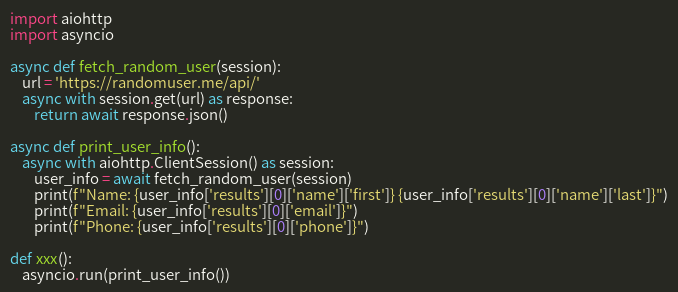 import aiohttp
import asyncio

async def fetch_random_user(session):
    url = 'https://randomuser.me/api/'
    async with session.get(url) as response:
        return await response.json()

async def print_user_info():
    async with aiohttp.ClientSession() as session:
        user_info = await fetch_random_user(session)
        print(f"Name: {user_info['results'][0]['name']['first']} {user_info['results'][0]['name']['last']}")
        print(f"Email: {user_info['results'][0]['email']}")
        print(f"Phone: {user_info['results'][0]['phone']}")

def xxx():
    asyncio.run(print_user_info())